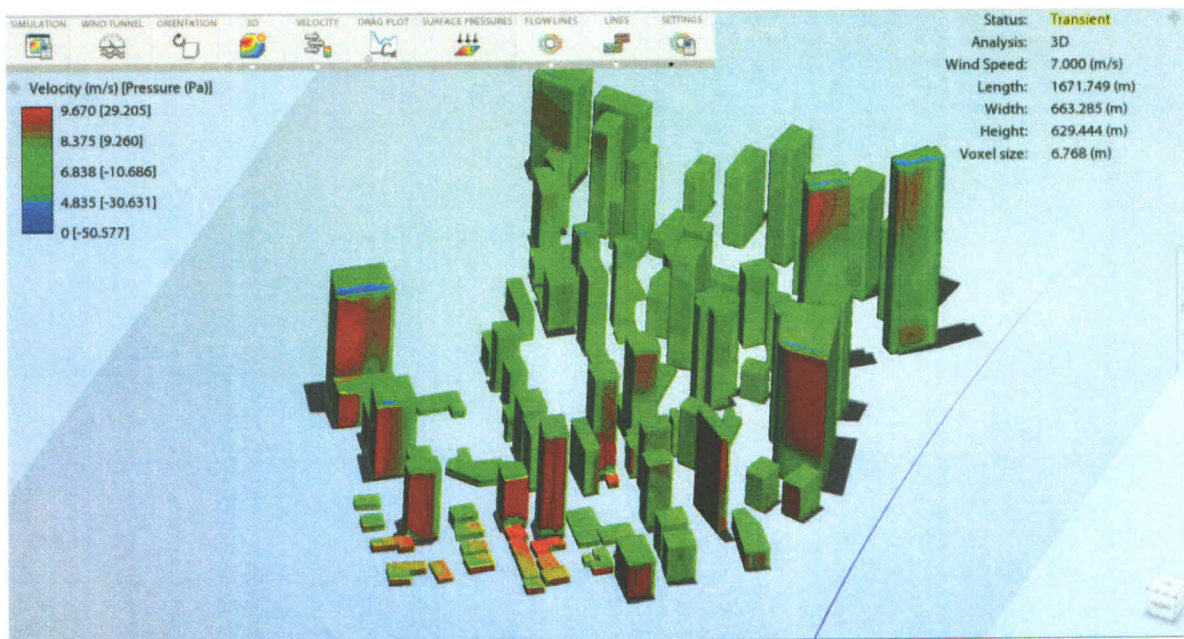 SIMULATION WIND TUNNEL ORIENTATION 3D VELOCITY DRAG PLOT SURFACE PRESSURES FLOW LINES LINES SETTINGS
Velocity (m/s) [Pressure (Pa)]
9.670 [29.205]
8.375 [9.260]
6.838 [-10.686]
4.835 [-30.631]
0 [-50.577]
Status: Transient
Analysis: 3D
Wind Speed: 7.000 (m/s)
Length: 1671.749 (m)
Width: 663.285 (m)
Height: 629.444 (m)
Voxel size: 6.768 (m)